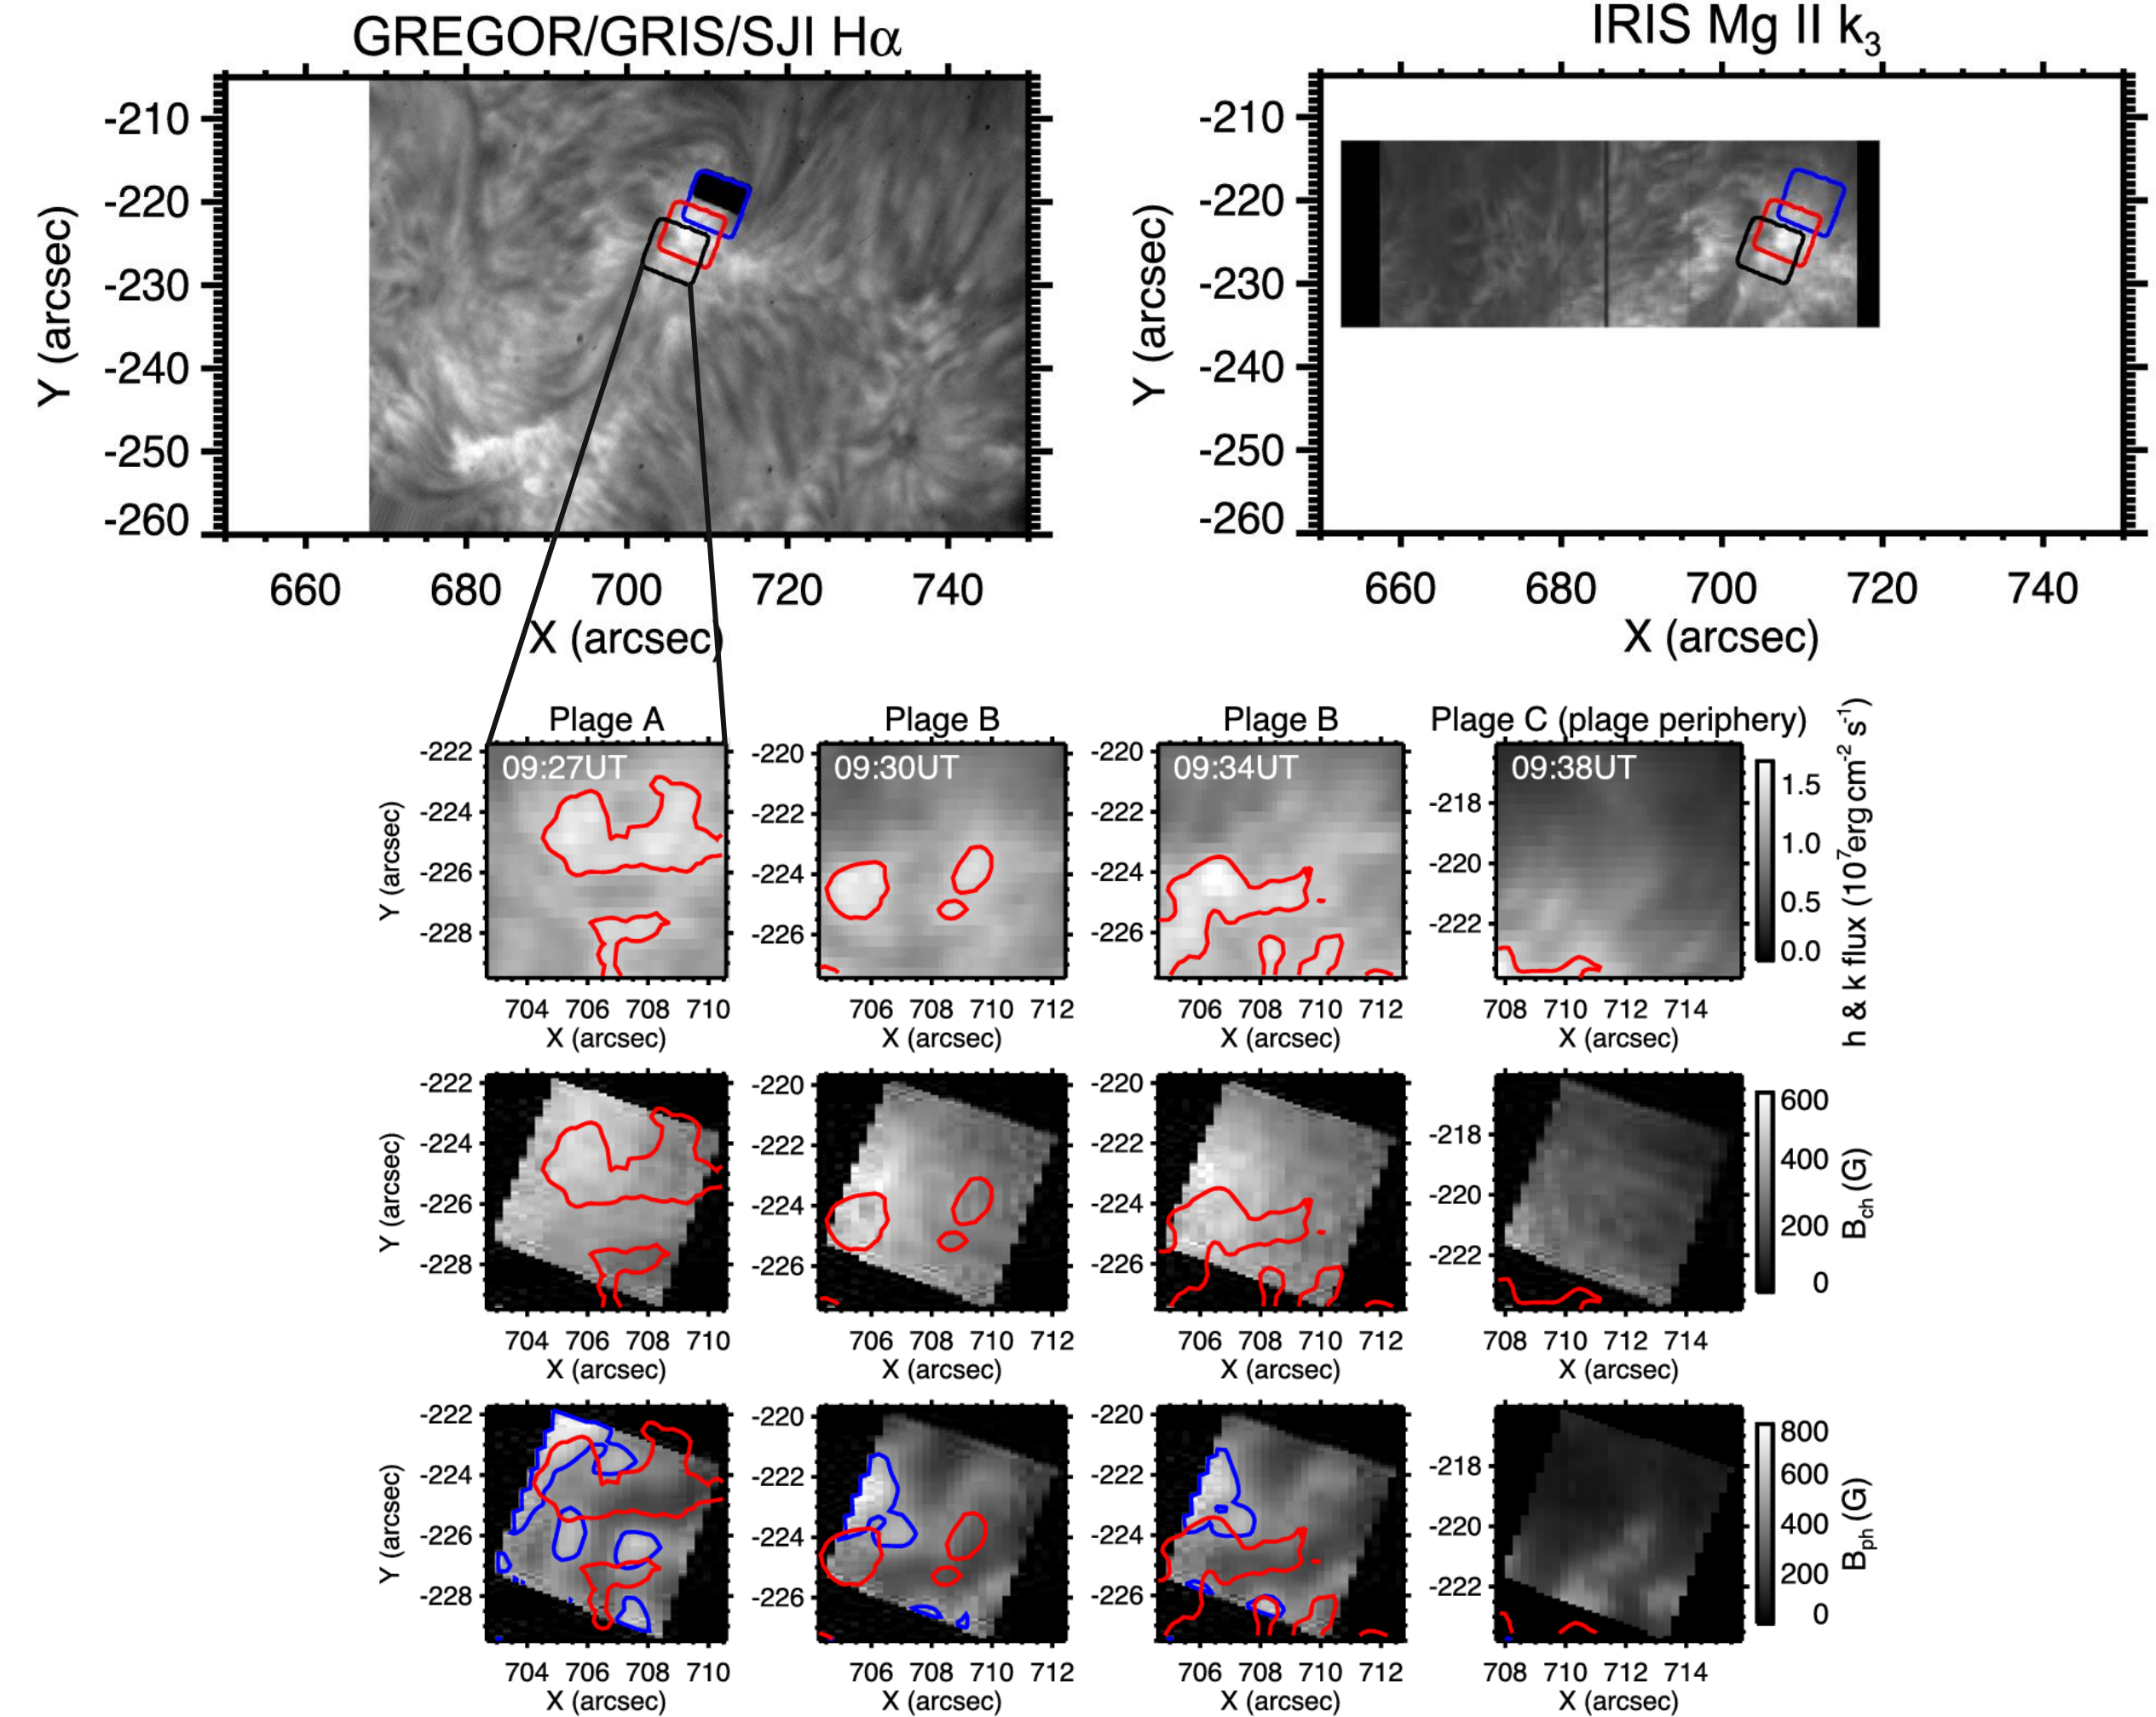 GREGOR/GRIS/SJI Hα
IRIS Mg II k3
-210
-220
-230
-240
-250
-260
Y (arcsec)
660 680 700 720 740
X (arcsec)
-210
-220
-230
-240
-250
-260
Y (arcsec)
660 680 700 720 740
X (arcsec)
Plage A
Plage B
Plage B
Plage C (plage periphery)
09:27UT
09:30UT
09:34UT
09:38UT
Y (arcsec)
-222
-224
-226
-228
-220
-222
-224
-226
-220
-222
-224
-226
-218
-220
-222
1.5
1.0
0.5
0.0
h & k flux (10^7 erg cm^-2 s^-1)
704 706 708 710
706 708 710 712
706 708 710 712
708 710 712 714
X (arcsec)
X (arcsec)
X (arcsec)
X (arcsec)
Y (arcsec)
-222
-224
-226
-228
-220
-222
-224
-226
-220
-222
-224
-226
-218
-220
-222
600
400
200
0
Bch (G)
704 706 708 710
706 708 710 712
706 708 710 712
708 710 712 714
X (arcsec)
X (arcsec)
X (arcsec)
X (arcsec)
Y (arcsec)
-222
-224
-226
-228
-220
-222
-224
-226
-220
-222
-224
-226
-218
-220
-222
800
600
400
200
0
Bph (G)
704 706 708 710
706 708 710 712
706 708 710 712
708 710 712 714
X (arcsec)
X (arcsec)
X (arcsec)
X (arcsec)